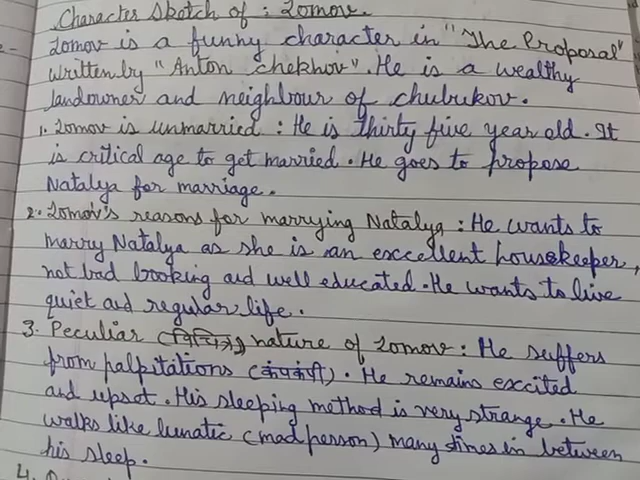 Character Sketch of : Lomov.
Lomov is a funny character in "The Proposal"
written by "Anton Chekhov". He is a wealthy
landowner and neighbour of chubukov.
1. Lomov is unmarried : He is thirty five year old. It
is critical age to get married. He goes to propose
Natalya for marriage.
2. Lomov's reasons for marrying Natalya : He wants to
marry Natalya as she is an excellent housekeeper,
not bad looking and well educated. He wants to live
quiet and regular life.
3. Peculiar (विचित्र) nature of Lomov : He suffers
from palpitations (कंपकंपी). He remains excited
and upset. His sleeping method is very strange. He
walks like lunatic (mad person) many times in between
his sleep.
4.